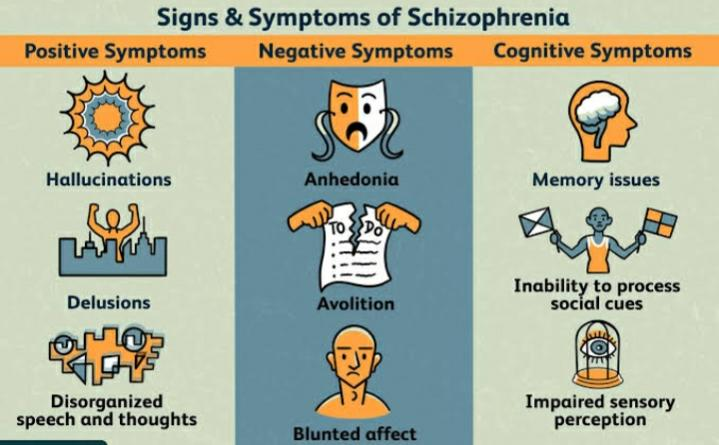 Signs & Symptoms of Schizophrenia
Positive Symptoms
Negative Symptoms
Cognitive Symptoms
Hallucinations
Anhedonia
Memory issues
TO DO
Delusions
Avolition
Inability to process
social cues
Disorganized
speech and thoughts
Blunted affect
Impaired sensory
perception